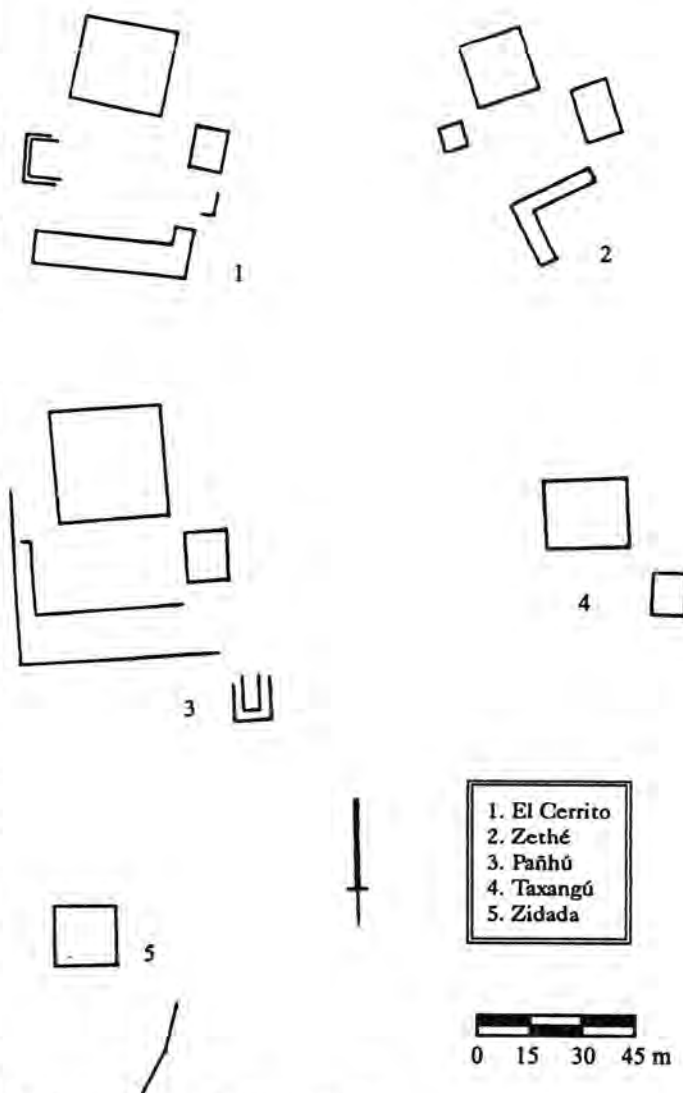 1
2
3
4
5
1. El Cerrito
2. Zethé
3. Pañhú
4. Taxangú
5. Zidada
0 15 30 45 m